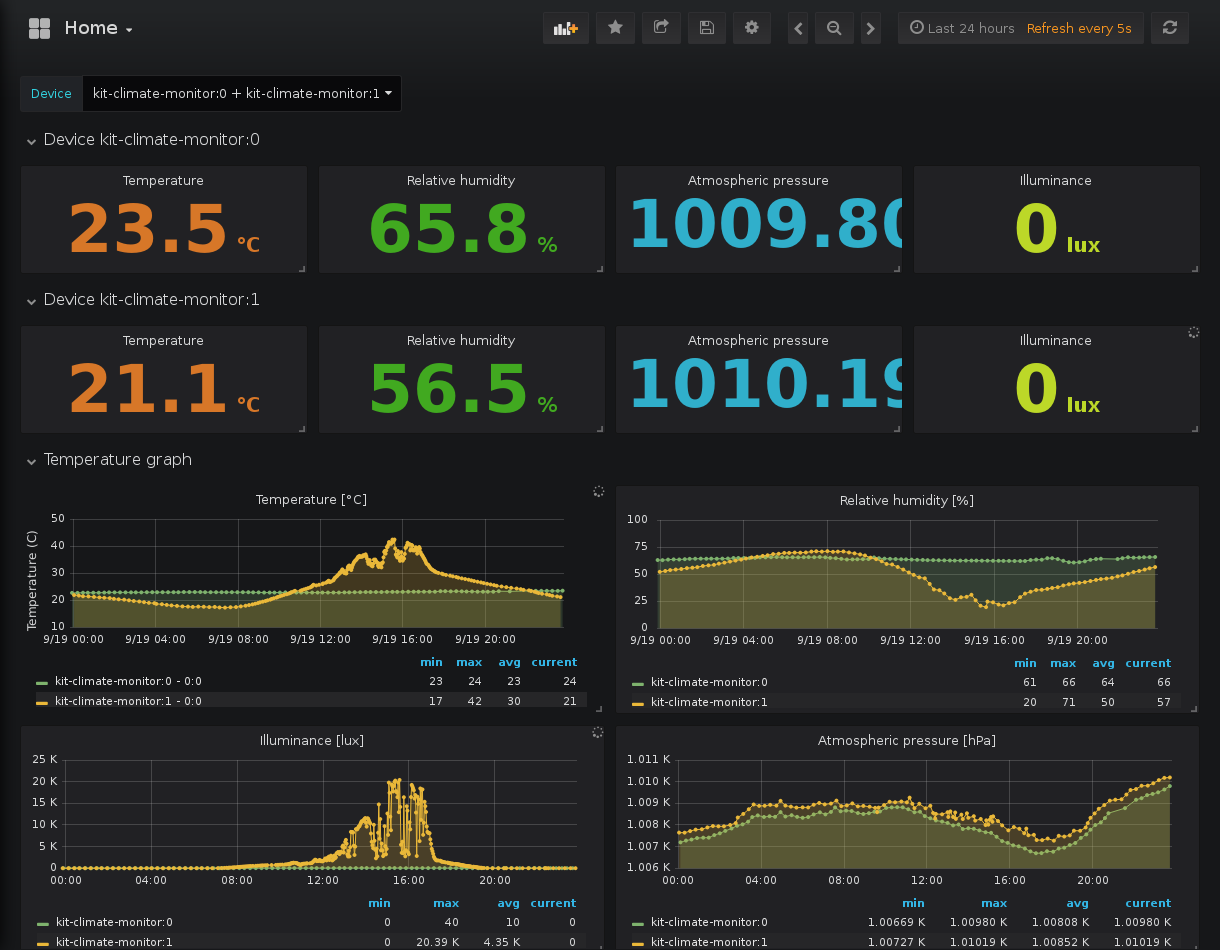 Home
Last 24 hours Refresh every 5s
Device kit-climate-monitor:0 + kit-climate-monitor:1
Device kit-climate-monitor:0
Temperature Relative humidity Atmospheric pressure Illuminance
23.5 °C 65.8 % 1009.80 0 lux
Device kit-climate-monitor:1
Temperature Relative humidity Atmospheric pressure Illuminance
21.1 °C 56.5 % 1010.19 0 lux
Temperature graph
Temperature [°C]
Temperature (C)
50
40
30
20
10
9/19 00:00 9/19 04:00 9/19 08:00 9/19 12:00 9/19 16:00 9/19 20:00
min max avg current
kit-climate-monitor:0 - 0:0 23 24 23 24
kit-climate-monitor:1 - 0:0 17 42 30 21
Relative humidity [%]
100
75
50
25
0
9/19 00:00 9/19 04:00 9/19 08:00 9/19 12:00 9/19 16:00 9/19 20:00
min max avg current
kit-climate-monitor:0 61 66 64 66
kit-climate-monitor:1 20 71 50 57
Illuminance [lux]
25 K
20 K
15 K
10 K
5 K
0
00:00 04:00 08:00 12:00 16:00 20:00
min max avg current
kit-climate-monitor:0 0 40 10 0
kit-climate-monitor:1 0 20.39 K 4.35 K 0
Atmospheric pressure [hPa]
1.011 K
1.010 K
1.009 K
1.008 K
1.007 K
1.006 K
00:00 04:00 08:00 12:00 16:00 20:00
min max avg current
kit-climate-monitor:0 1.00669 K 1.00980 K 1.00808 K 1.00980 K
kit-climate-monitor:1 1.00727 K 1.01019 K 1.00852 K 1.01019 K